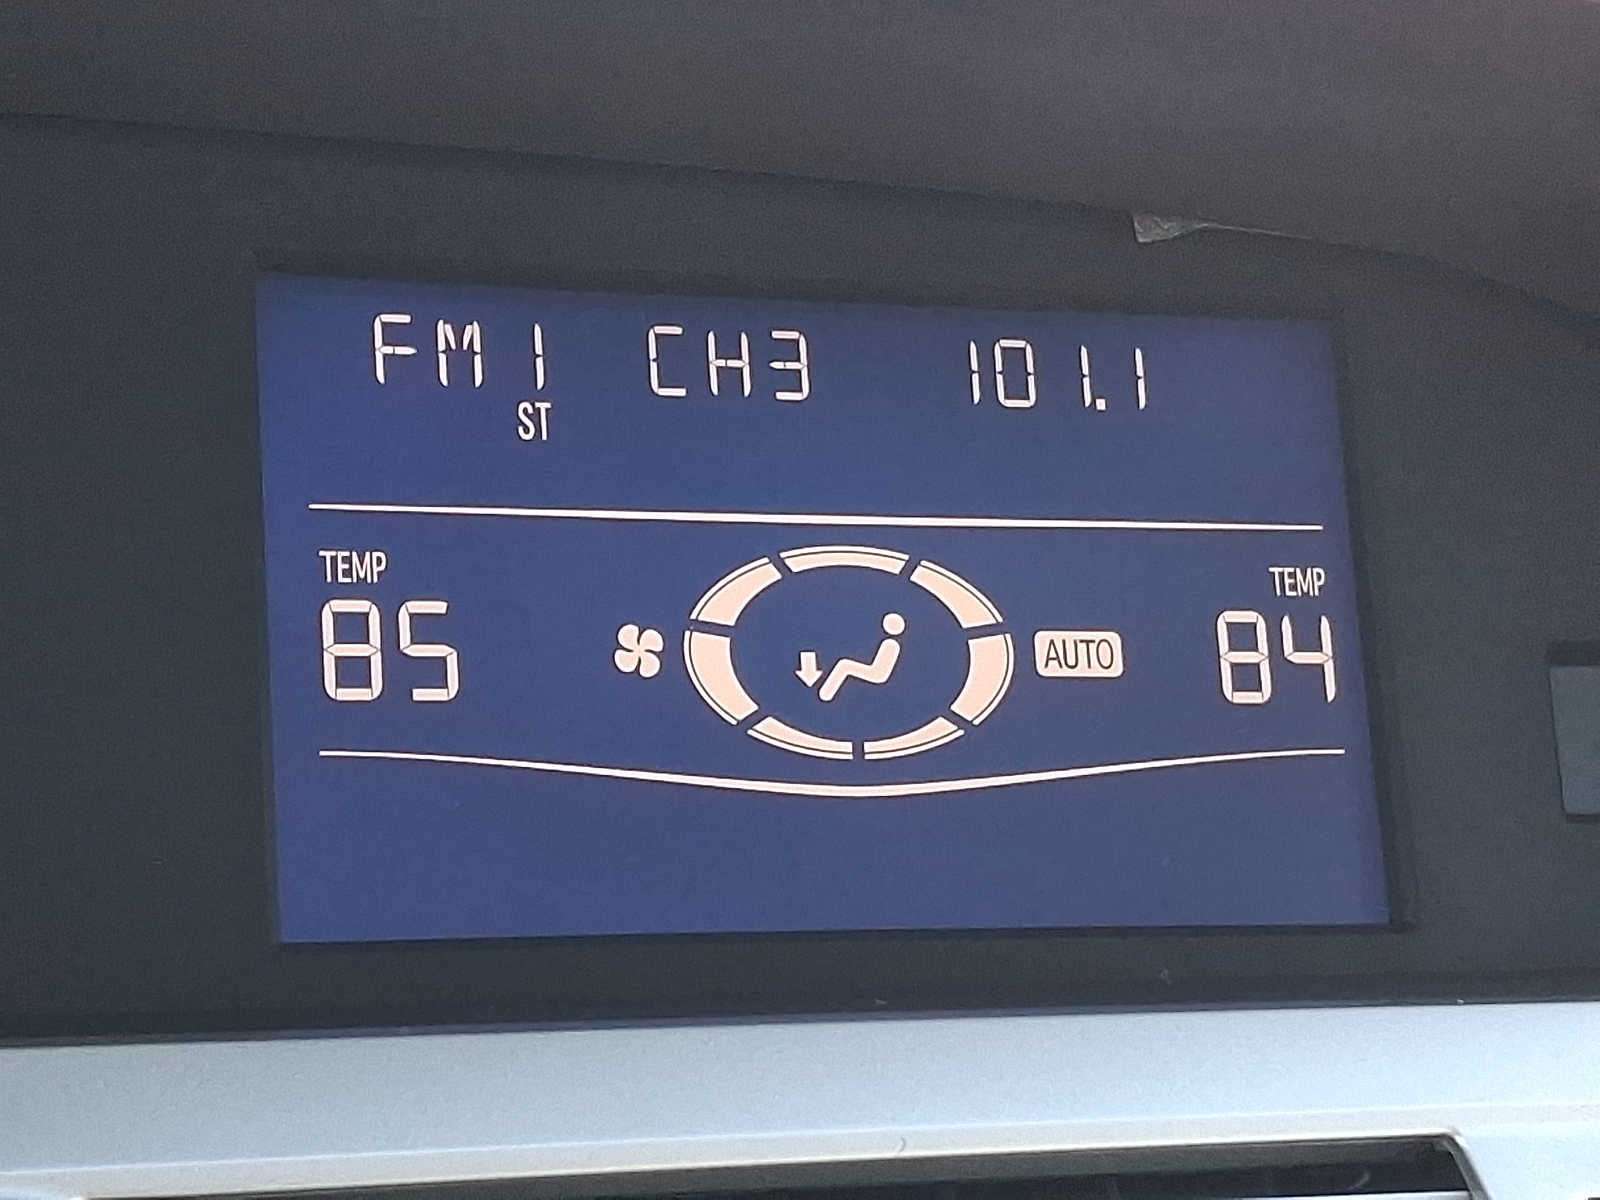 FM1 CH3 101.1
ST
TEMP TEMP
85 AUTO 84